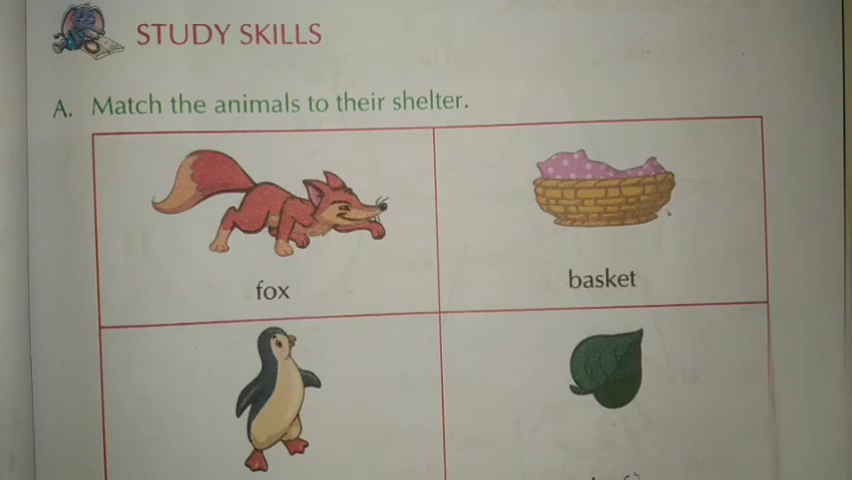 STUDY SKILLS
A. Match the animals to their shelter.
fox
basket